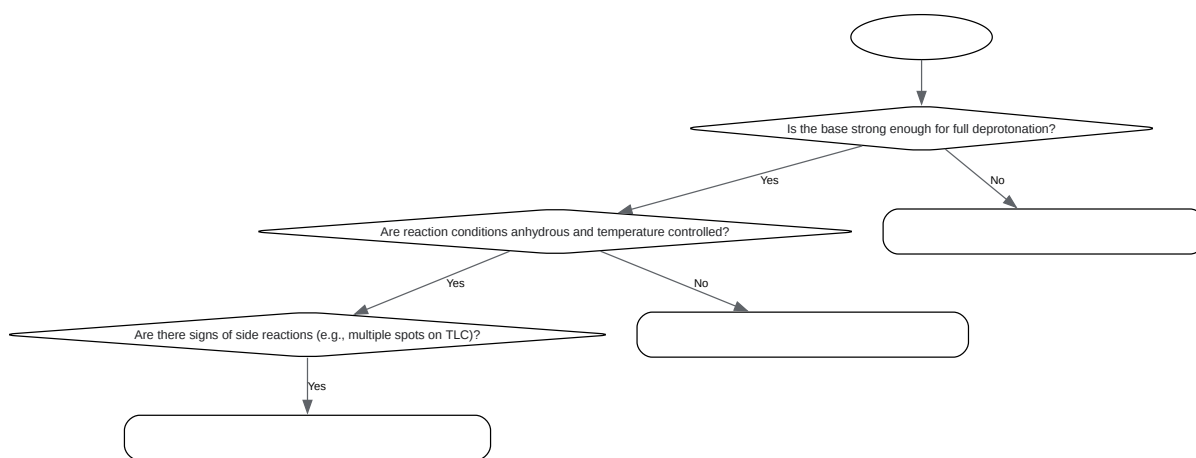 Is the base strong enough for full deprotonation?
Yes
No
Are reaction conditions anhydrous and temperature controlled?
Yes
No
Are there signs of side reactions (e.g., multiple spots on TLC)?
Yes